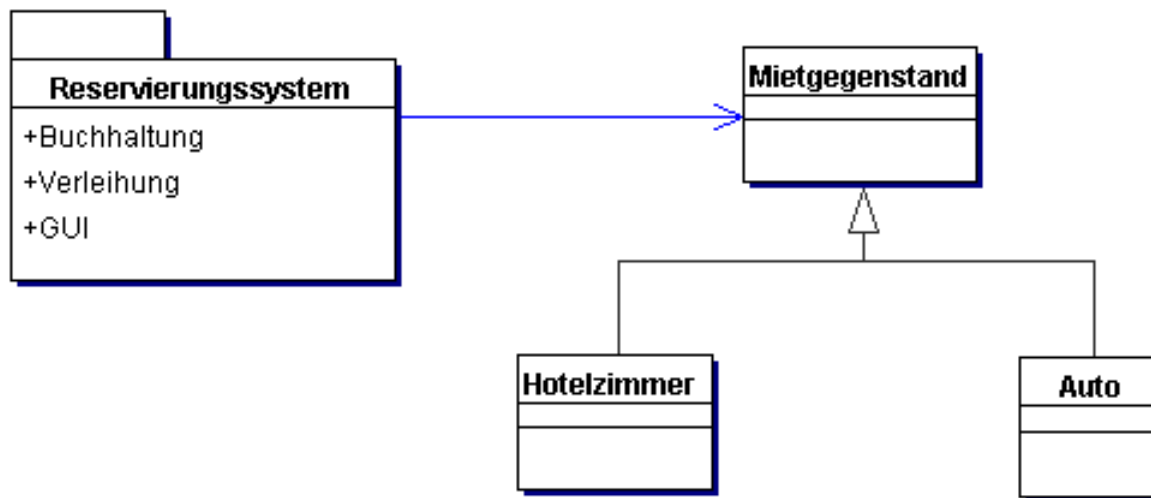 Reservierungssystem
+Buchhaltung
+Verleihung
+GUI
Mietgegenstand
Hotelzimmer
Auto